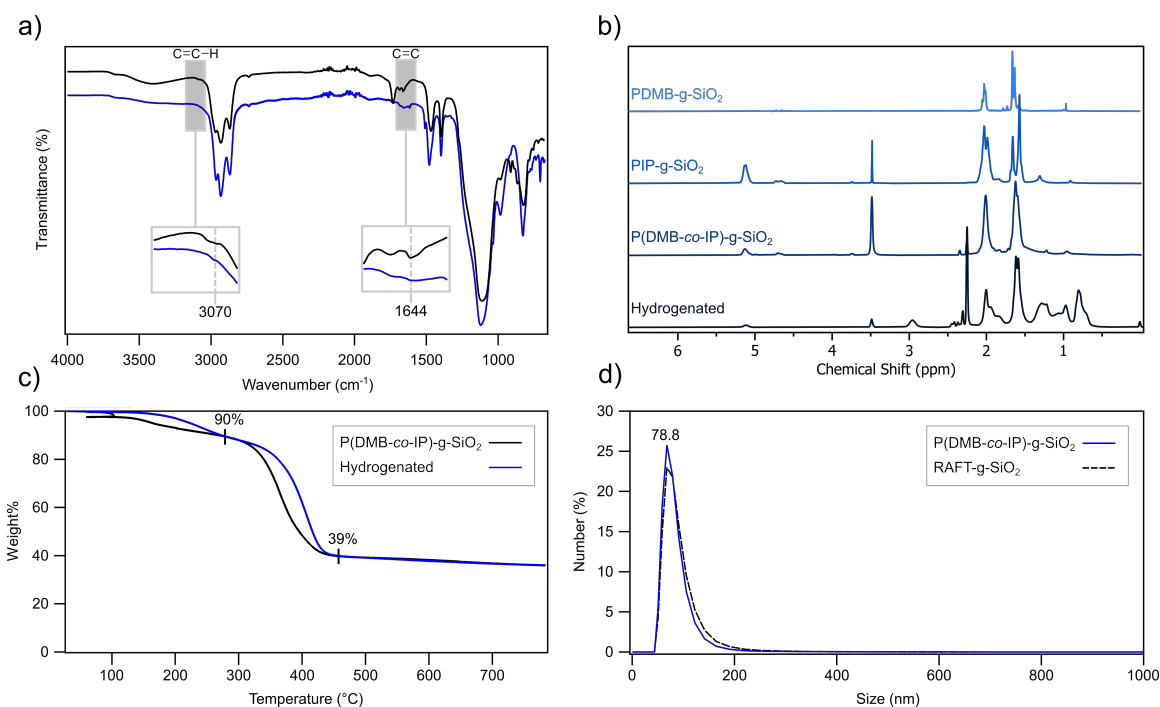 a)
C=C−H
C=C
3070
1644
Transmittance (%)
4000 3500 3000 2500 2000 1500 1000
Wavenumber (cm⁻¹)
b)
PDMB-g-SiO₂
PIP-g-SiO₂
P(DMB-co-IP)-g-SiO₂
Hydrogenated
6 5 4 3 2 1
Chemical Shift (ppm)
c)
100
80
60
40
20
0
Weight%
90%
39%
P(DMB-co-IP)-g-SiO₂
Hydrogenated
100 200 300 400 500 600 700
Temperature (°C)
d)
30
25
20
15
10
5
0
Number (%)
78.8
P(DMB-co-IP)-g-SiO₂
RAFT-g-SiO₂
0 200 400 600 800 1000
Size (nm)